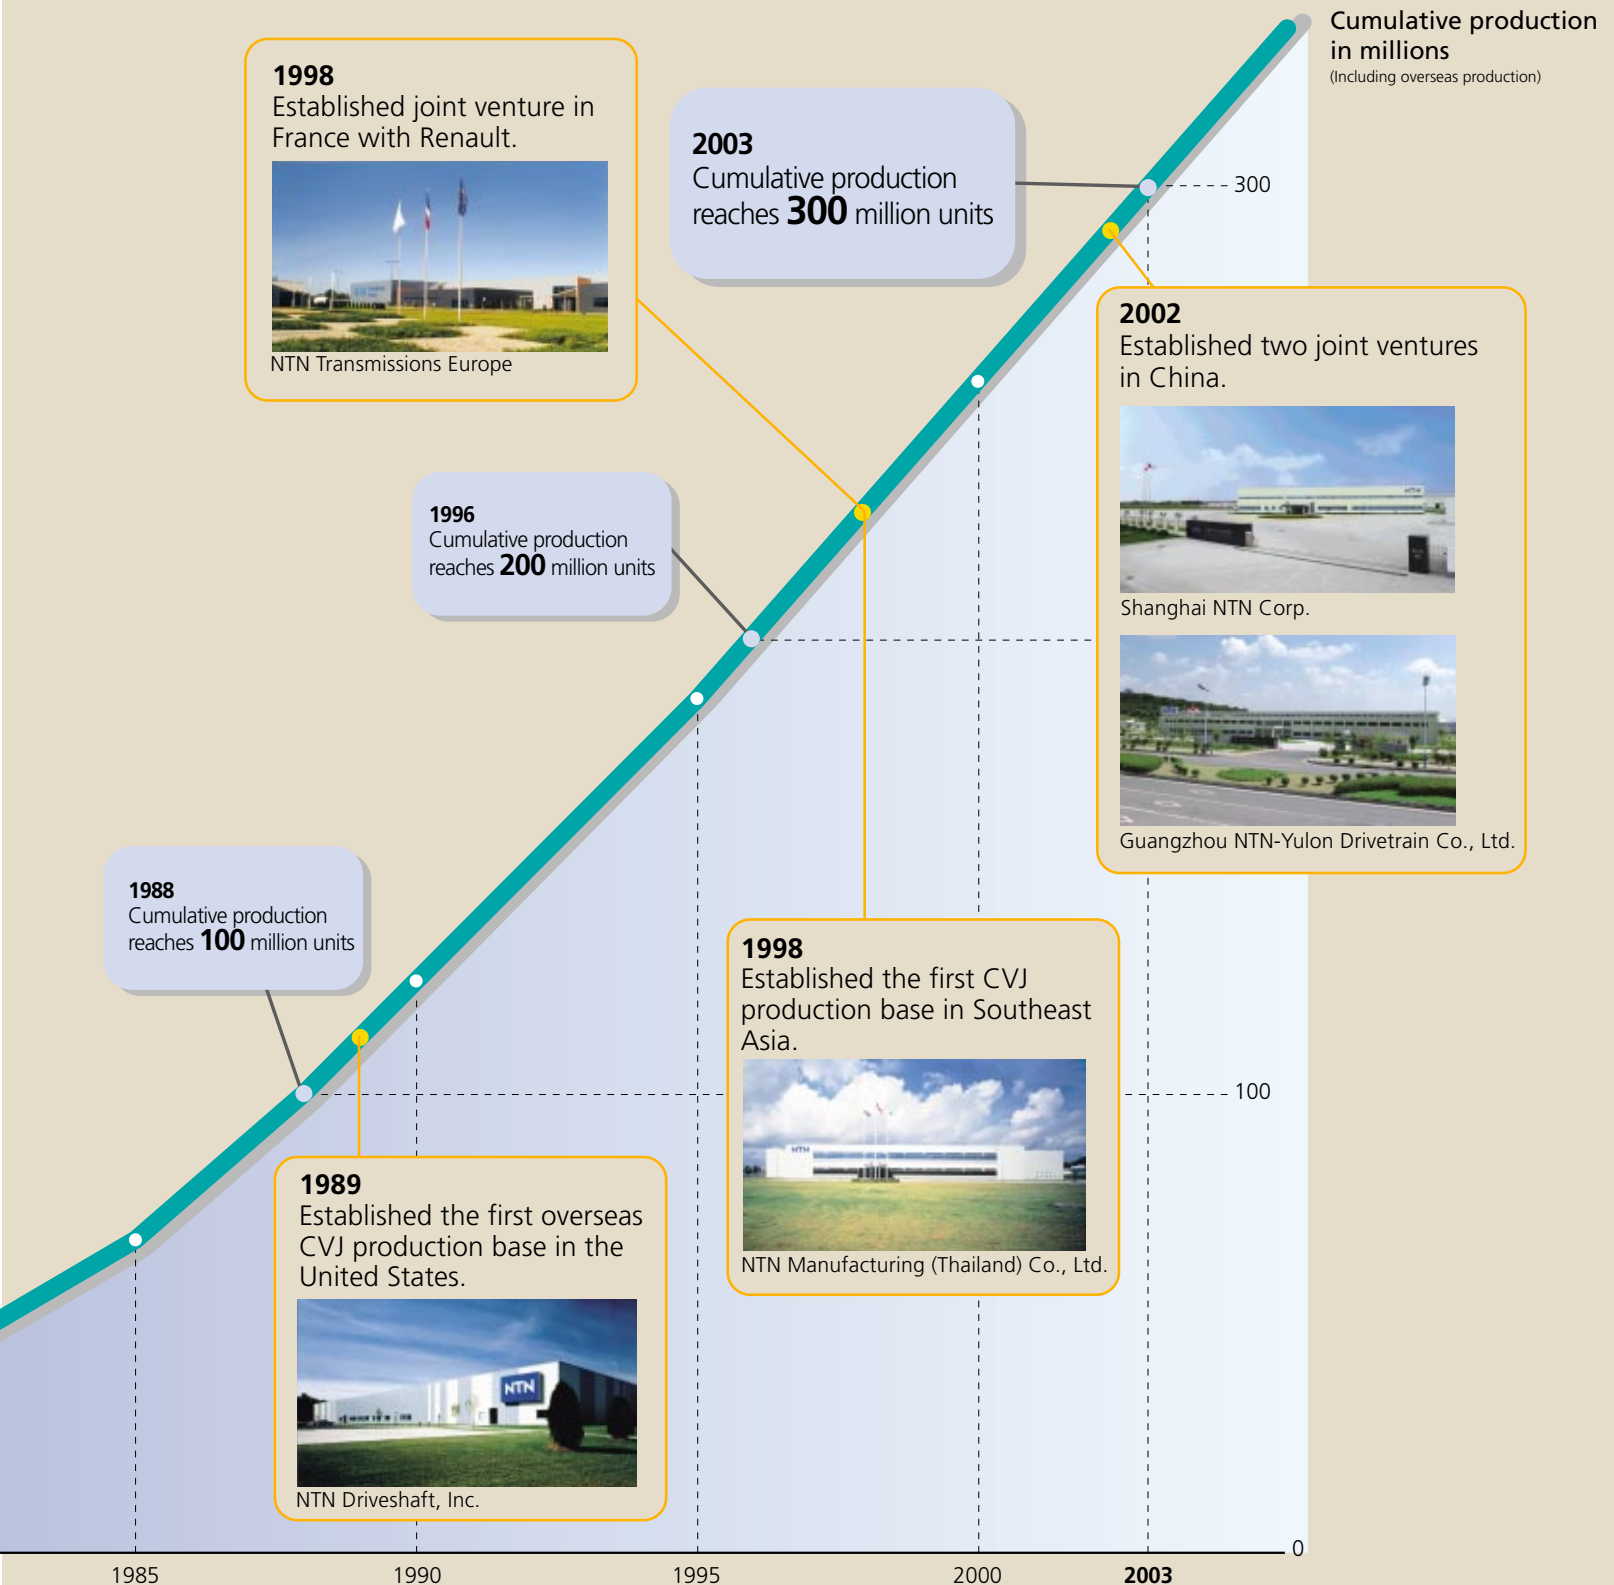 Cumulative production
in millions
(Including overseas production)
1998
Established joint venture in
France with Renault.
NTN Transmissions Europe
2003
Cumulative production
reaches 300 million units
300
2002
Established two joint ventures
in China.
NTN
Shanghai NTN Corp.
Guangzhou NTN-Yulon Drivetrain Co., Ltd.
1996
Cumulative production
reaches 200 million units
1988
Cumulative production
reaches 100 million units
1998
Established the first CVJ
production base in Southeast
Asia.
NTN
NTN Manufacturing (Thailand) Co., Ltd.
100
1989
Established the first overseas
CVJ production base in the
United States.
NTN
NTN Driveshaft, Inc.
0
1985
1990
1995
2000
2003